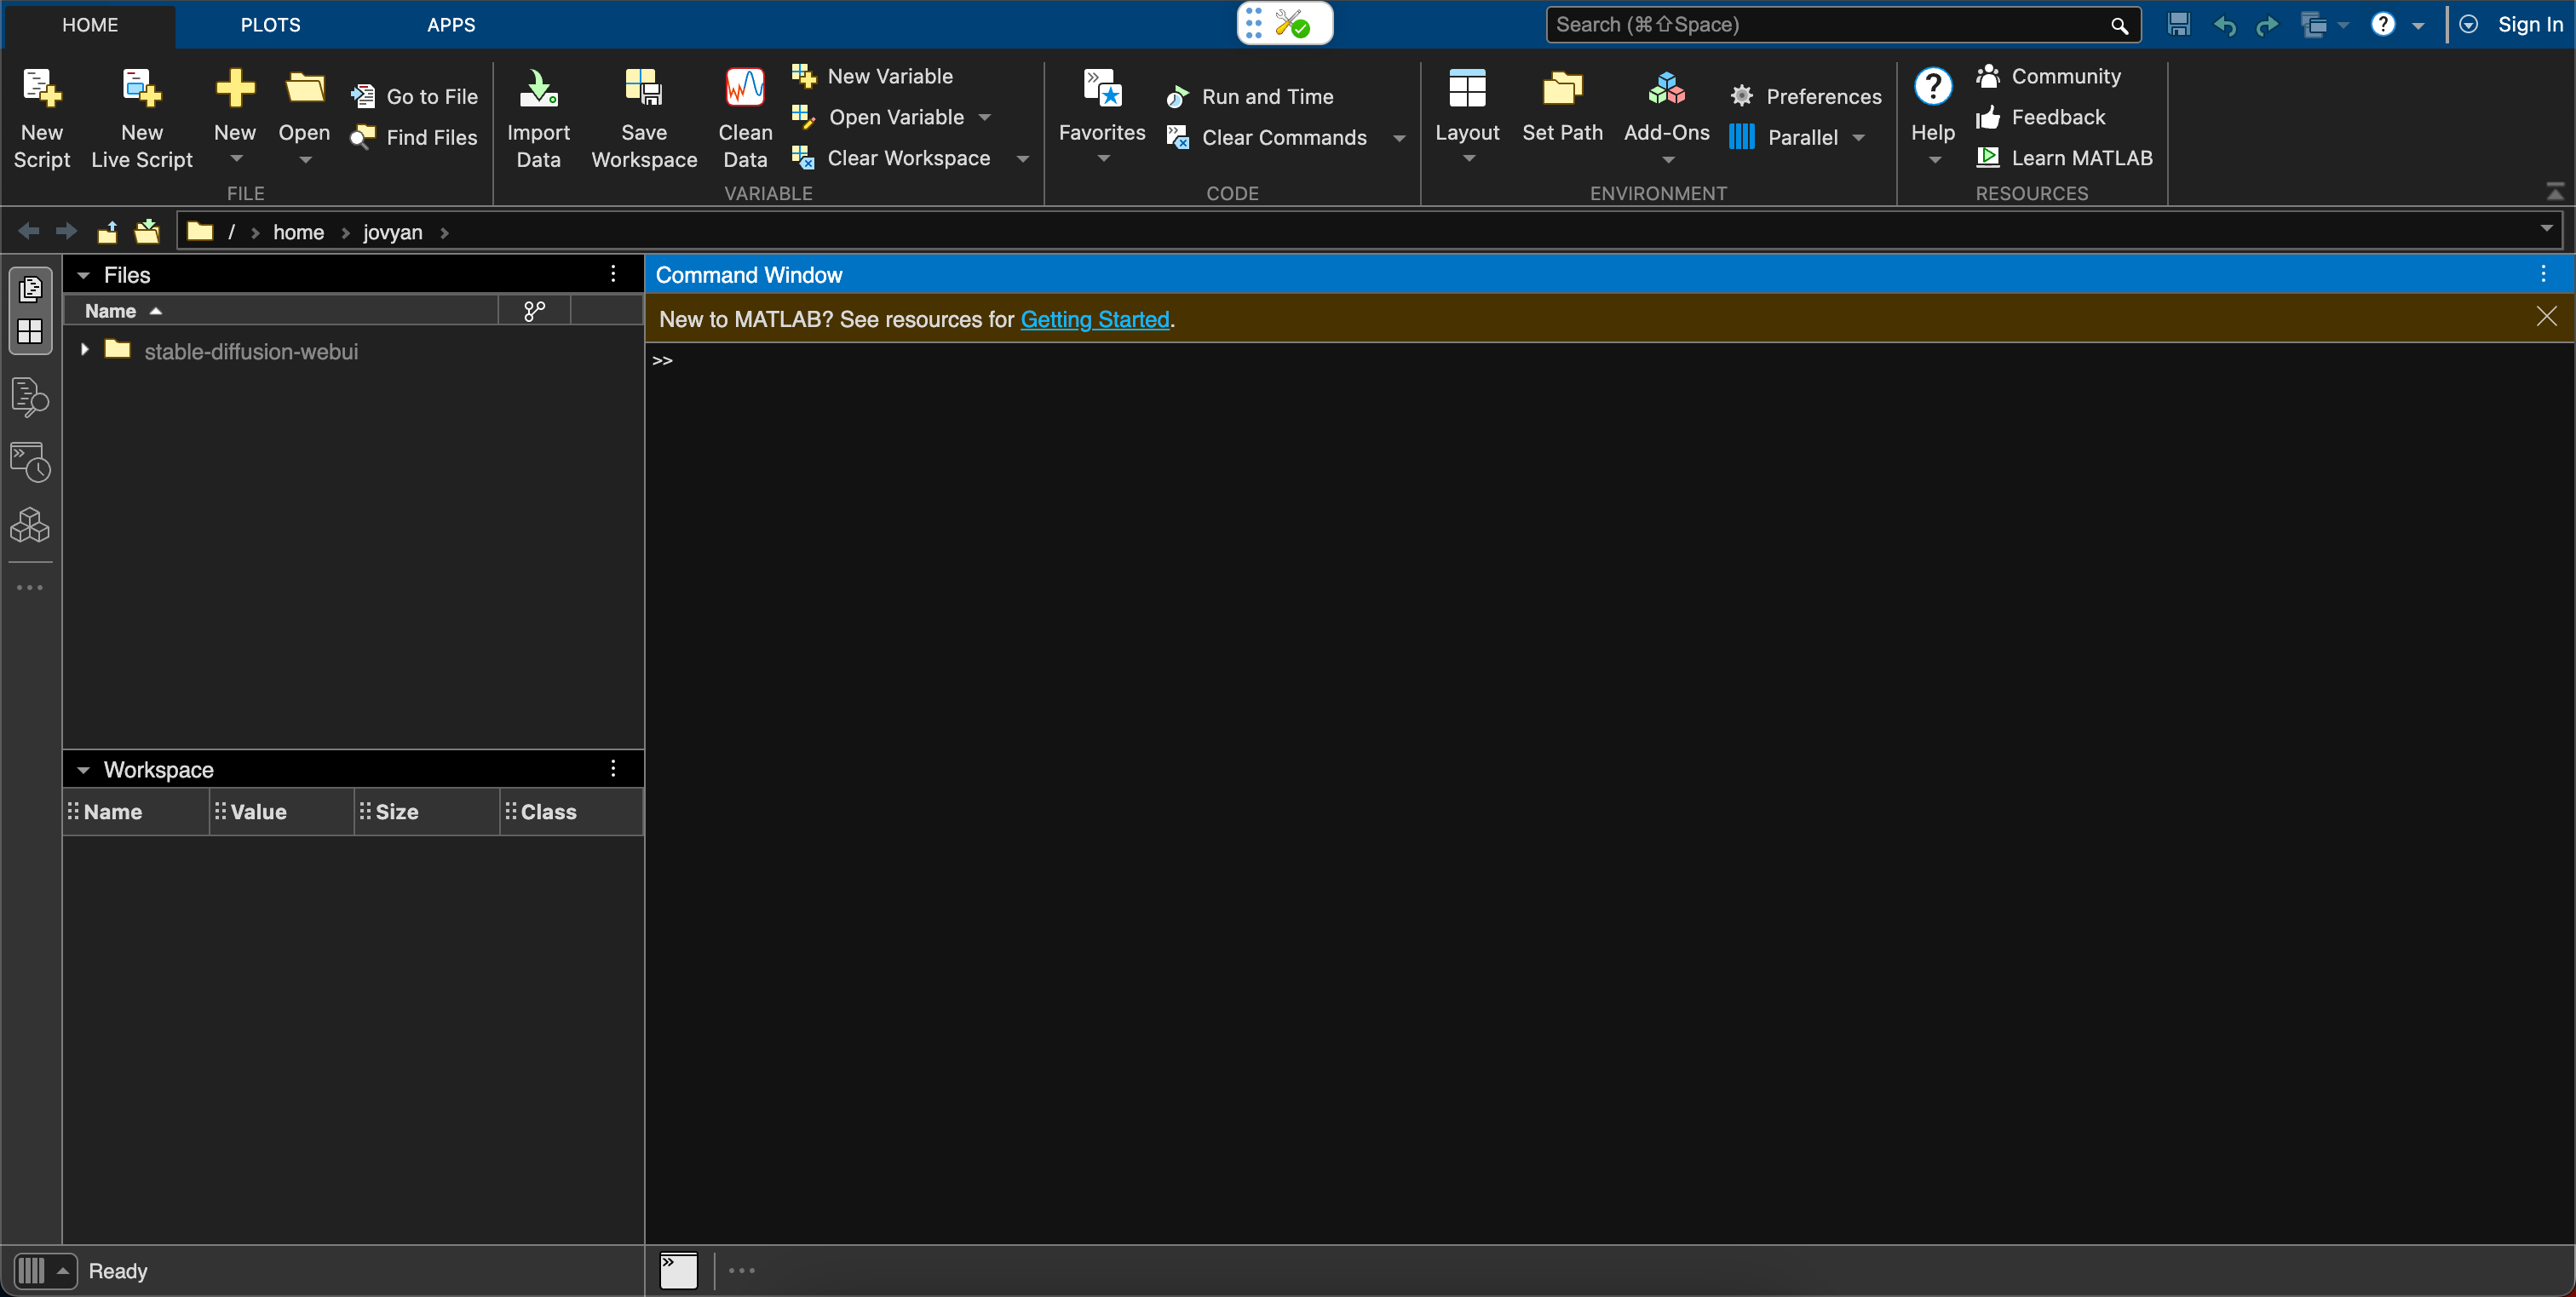 HOME PLOTS APPS Search (⌘⇧Space) ? Sign In
New Script
New Live Script
New
Open
Go to File
Find Files
FILE
Import Data
Save Workspace
Clean Data
New Variable
Open Variable
Clear Workspace
VARIABLE
Favorites
Run and Time
Clear Commands
CODE
Layout
Set Path
Add-Ons
Preferences
Parallel
ENVIRONMENT
?
Help
Community
Feedback
Learn MATLAB
RESOURCES
/ > home > jovyan >
Files
Name
stable-diffusion-webui
Workspace
Name Value Size Class
Command Window
New to MATLAB? See resources for Getting Started.
>>
Ready